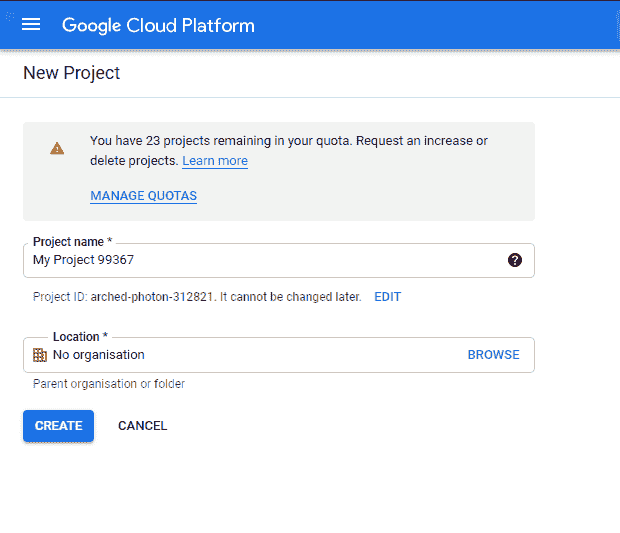 Google Cloud Platform
New Project
You have 23 projects remaining in your quota. Request an increase or
delete projects. Learn more
MANAGE QUOTAS
Project name *
My Project 99367
?
Project ID: arched-photon-312821. It cannot be changed later. EDIT
Location *
No organisation BROWSE
Parent organisation or folder
CREATE CANCEL